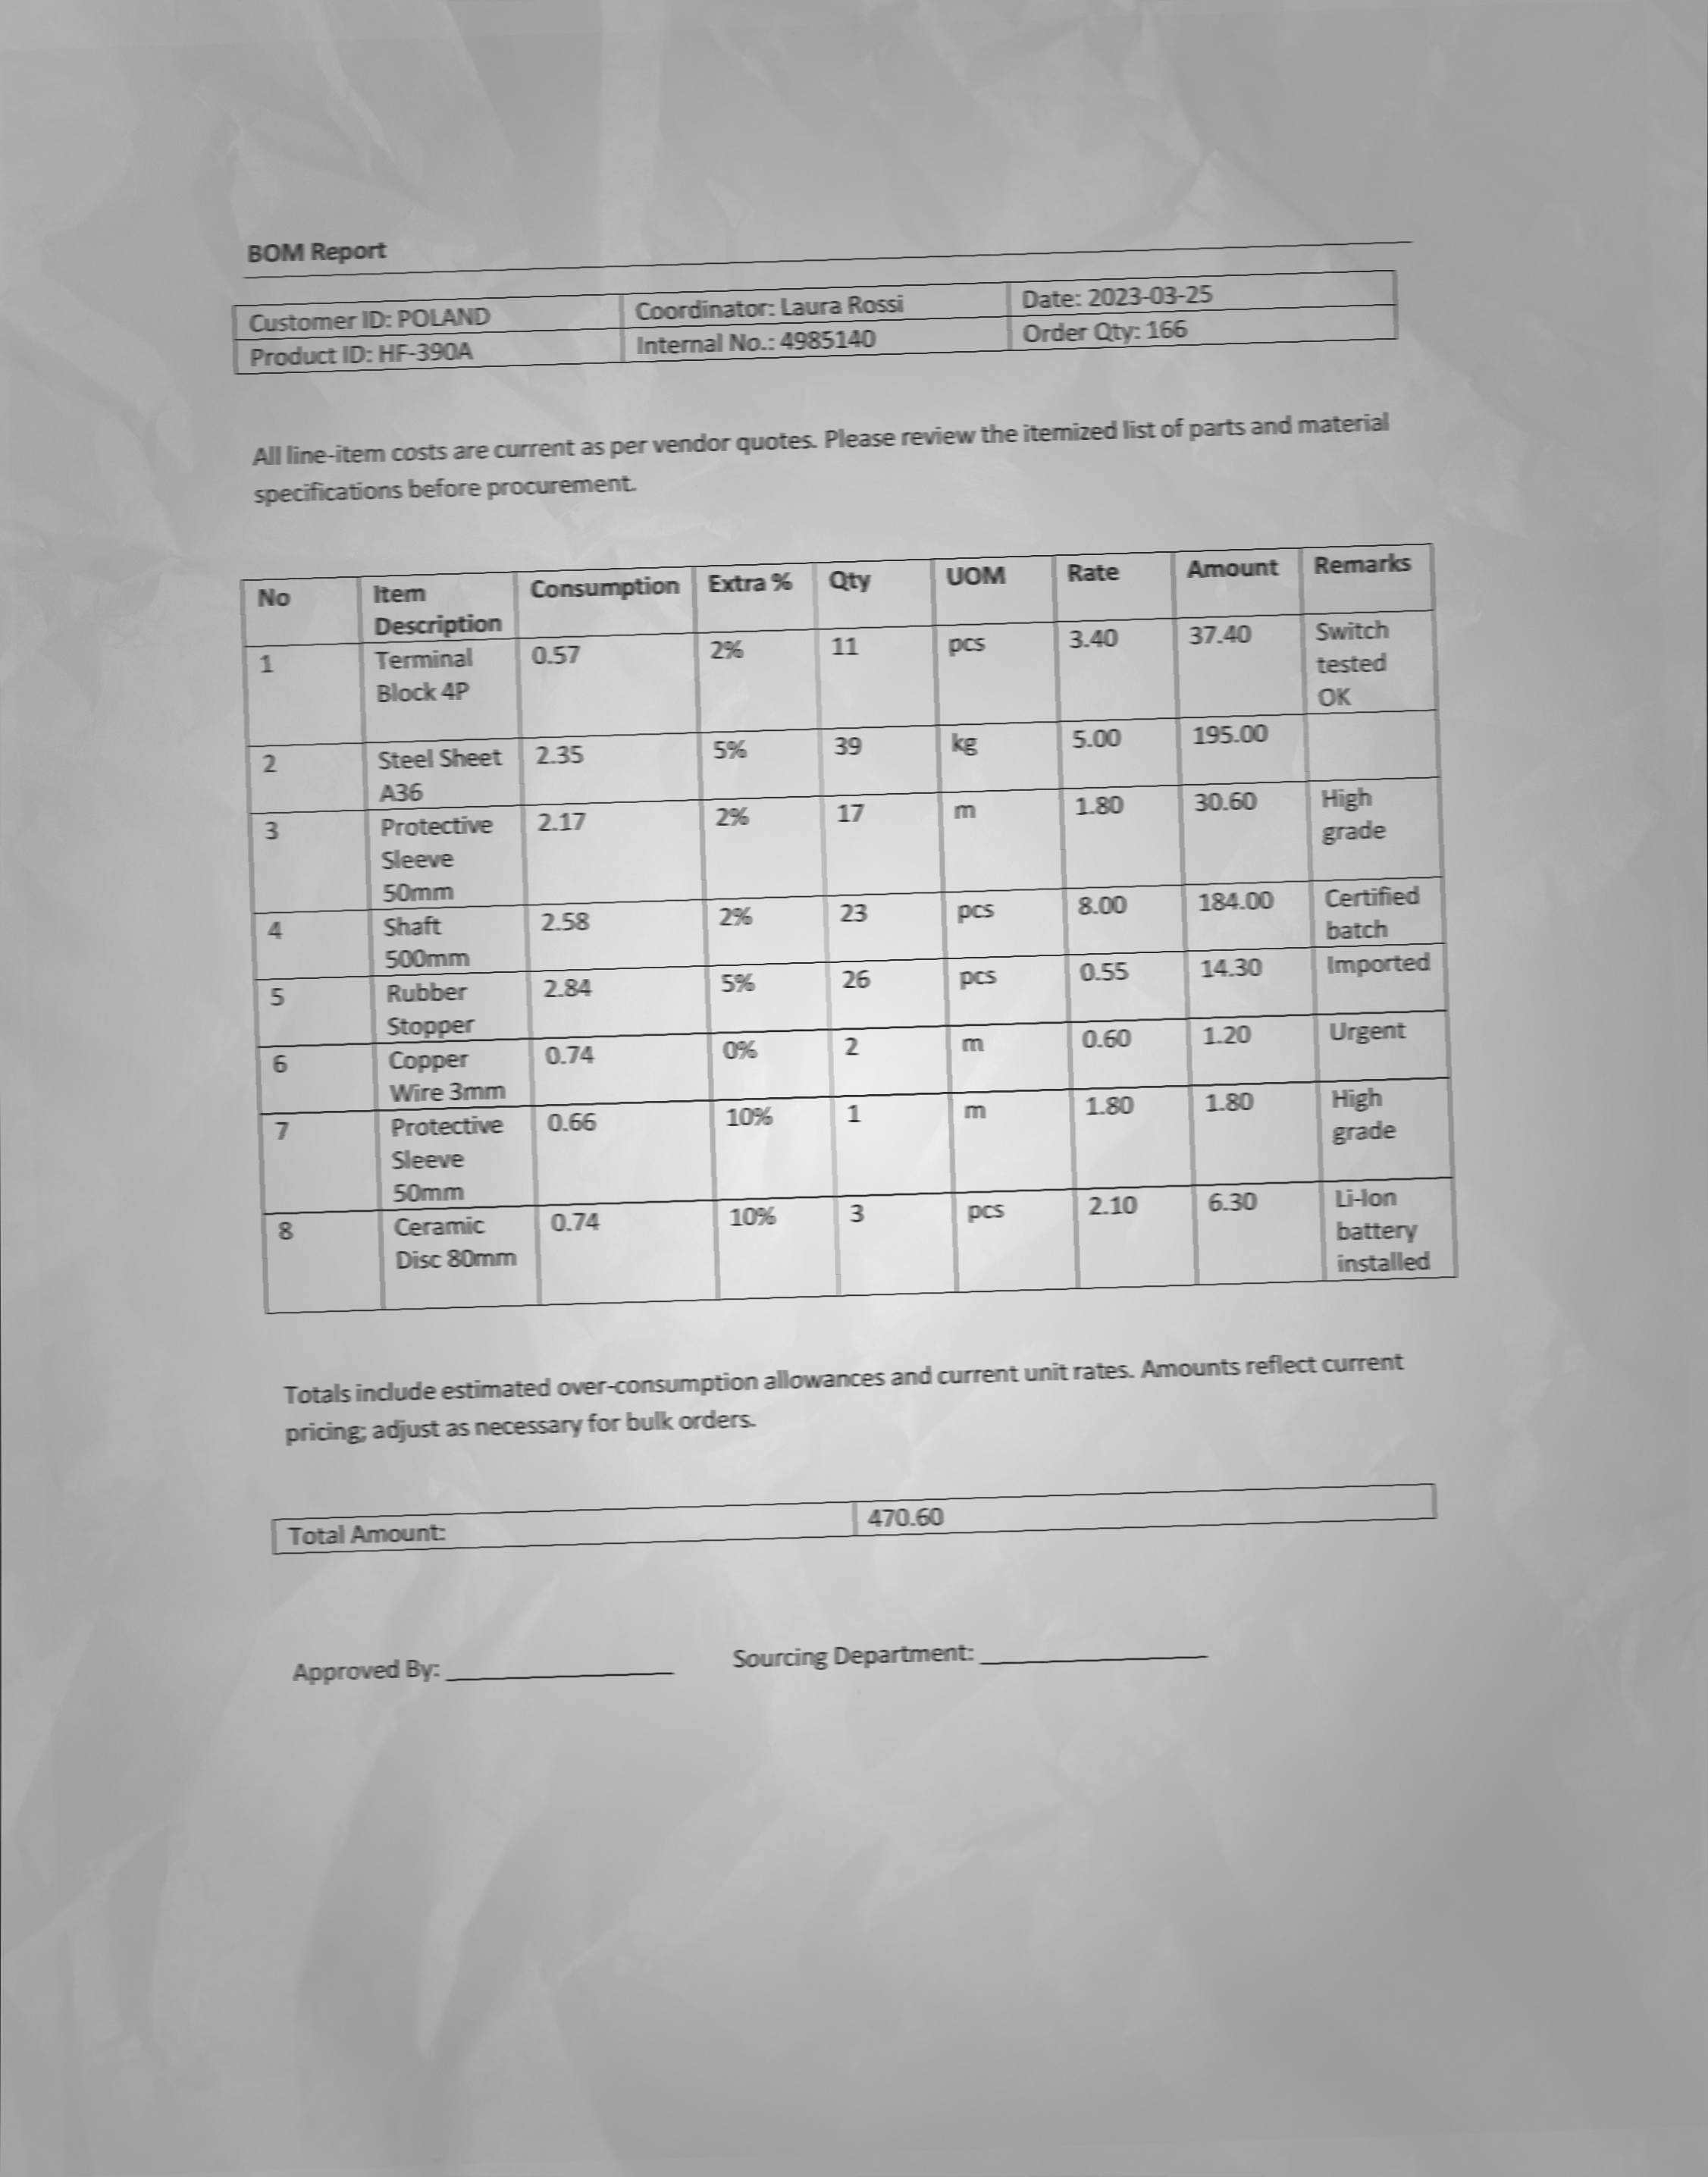 BOM Report
Customer ID: POLAND Coordinator: Laura Rossi Date: 2023-03-25
Product ID: HF-390A Internal No.: 4985140 Order Qty: 166
All line-item costs are current as per vendor quotes. Please review the itemized list of parts and material
specifications before procurement.
No Item Description Consumption Extra % Qty UOM Rate Amount Remarks
1 Terminal Block 4P 0.57 2% 11 pcs 3.40 37.40 Switch tested OK
2 Steel Sheet A36 2.35 5% 39 kg 5.00 195.00
3 Protective Sleeve 50mm 2.17 2% 17 m 1.80 30.60 High grade
4 Shaft 500mm 2.58 2% 23 pcs 8.00 184.00 Certified batch
5 Rubber Stopper 2.84 5% 26 pcs 0.55 14.30 Imported
6 Copper Wire 3mm 0.74 0% 2 m 0.60 1.20 Urgent
7 Protective Sleeve 50mm 0.66 10% 1 m 1.80 1.80 High grade
8 Ceramic Disc 80mm 0.74 10% 3 pcs 2.10 6.30 Li-Ion battery installed
Totals include estimated over-consumption allowances and current unit rates. Amounts reflect current
pricing; adjust as necessary for bulk orders.
Total Amount: 470.60
Approved By: __________________ Sourcing Department: __________________